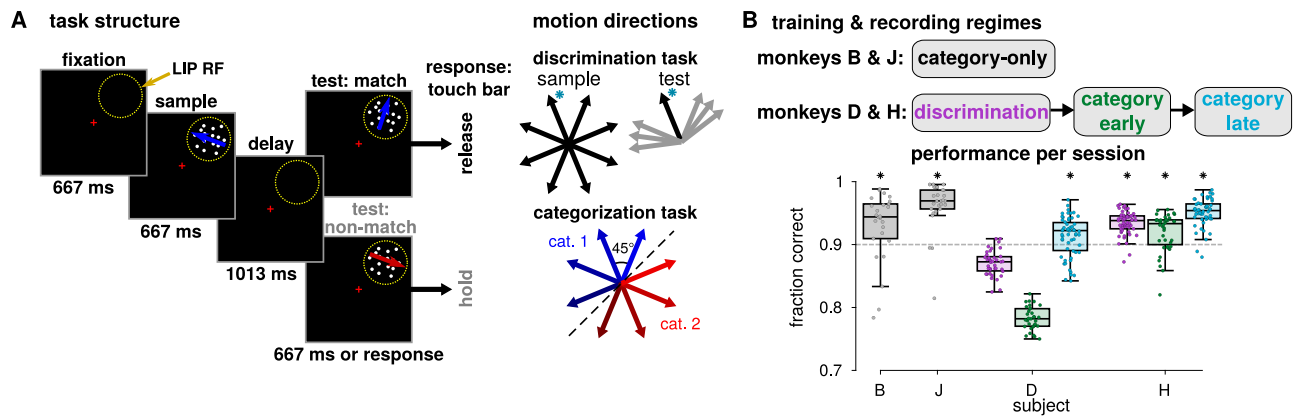 A task structure
fixation
LIP RF
667 ms
sample
667 ms
delay
1013 ms
test: match
test:
non-match
667 ms or response
response:
touch bar
release
hold
motion directions
discrimination task
sample
test
*
*
categorization task
cat. 1
45°
cat. 2
B training & recording regimes
monkeys B & J: category-only
monkeys D & H: discrimination
category
early
category
late
performance per session
* * * * * *
fraction correct
1
0.9
0.8
0.7
B J D H
subject